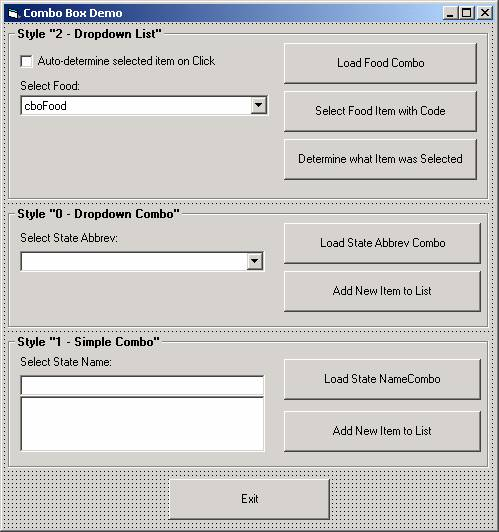 Combo Box Demo
Style "2 - Dropdown List"
Auto-determine selected item on Click
Load Food Combo
Select Food:
cboFood
Select Food Item with Code
Determine what Item was Selected
Style "0 - Dropdown Combo"
Select State Abbrev:
Load State Abbrev Combo
Add New Item to List
Style "1 - Simple Combo"
Select State Name:
Load State NameCombo
Add New Item to List
Exit